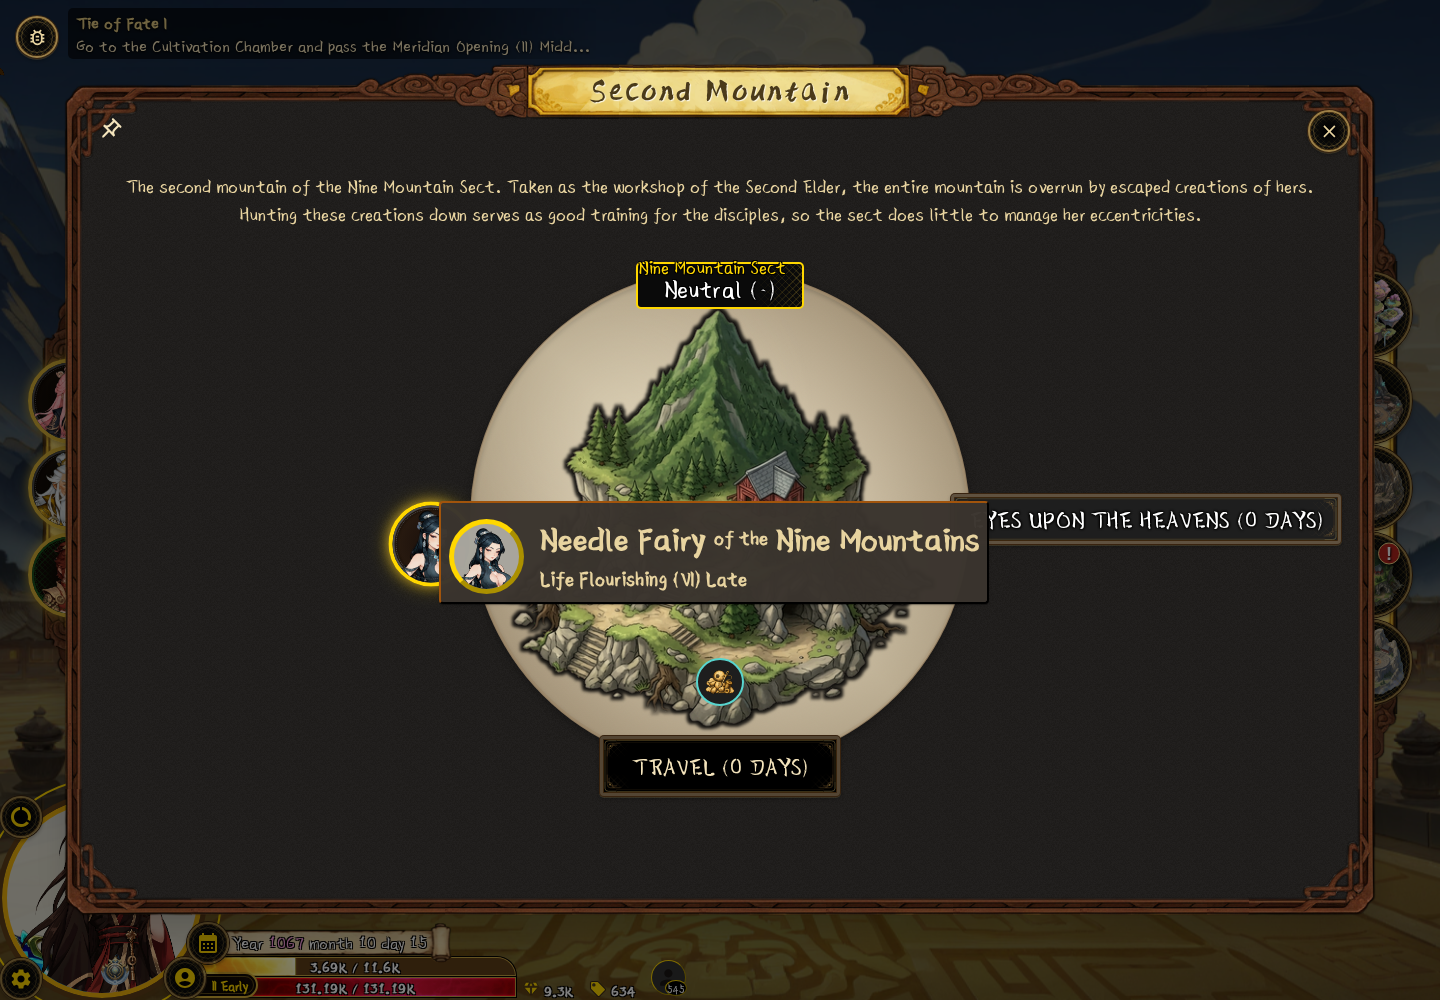 Tie of Fate I
Go to the Cultivation Chamber and pass the Meridian Opening (II) Midd...
Second Mountain
The second mountain of the Nine Mountain Sect. Taken as the workshop of the Second Elder, the entire mountain is overrun by escaped creations of hers.
Hunting these creations down serves as good training for the disciples, so the sect does little to manage her eccentricities.
Nine Mountain Sect
Neutral (-)
YES UPON THE HEAVENS (0 DAYS)
Needle Fairy of the Nine Mountains
Life Flourishing (VI) Late
!
TRAVEL (0 DAYS)
Year 1067 month 10 day 15
3.69K / 11.6K
II Early
131.19K / 131.19K
9.3K
634
545